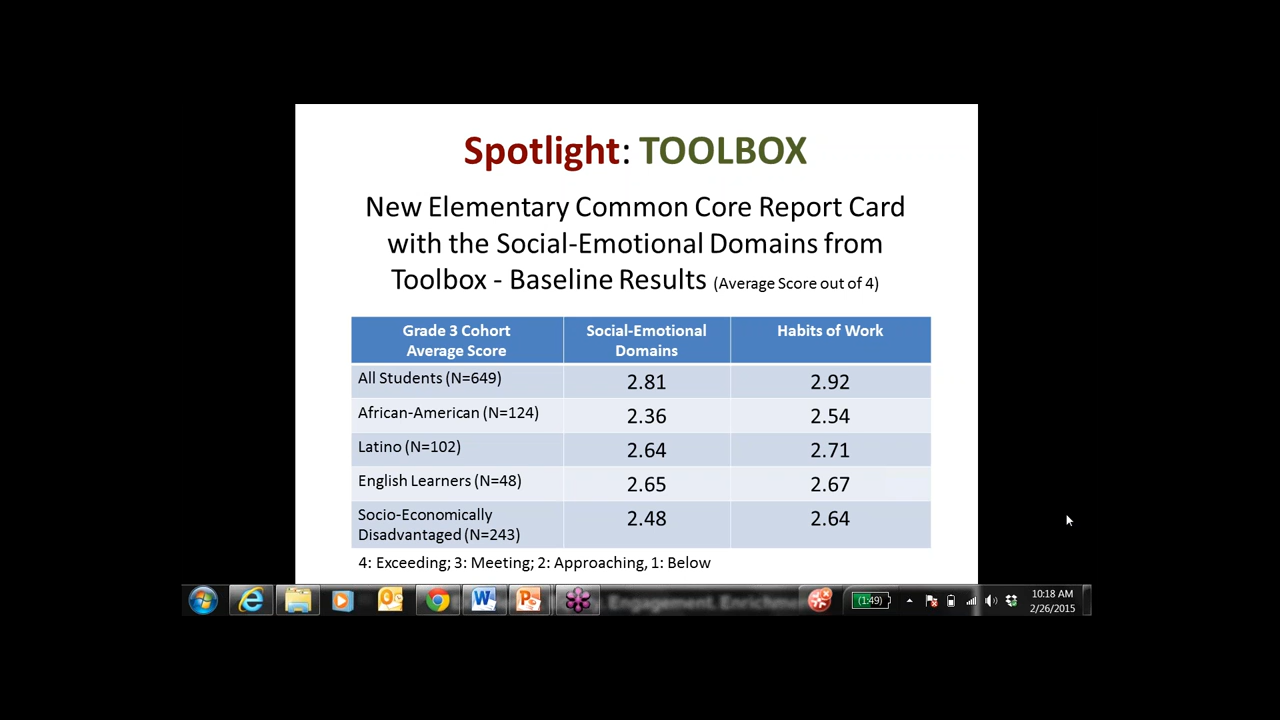 Spotlight: TOOLBOX
New Elementary Common Core Report Card
with the Social-Emotional Domains from
Toolbox - Baseline Results (Average Score out of 4)
Grade 3 Cohort
Average Score
Social-Emotional
Domains
Habits of Work
All Students (N=649) 2.81 2.92
African-American (N=124) 2.36 2.54
Latino (N=102) 2.64 2.71
English Learners (N=48) 2.65 2.67
Socio-Economically
Disadvantaged (N=243) 2.48 2.64
4: Exceeding; 3: Meeting; 2: Approaching, 1: Below
Engagement. 
(1:49)
10:18 AM
2/26/2015